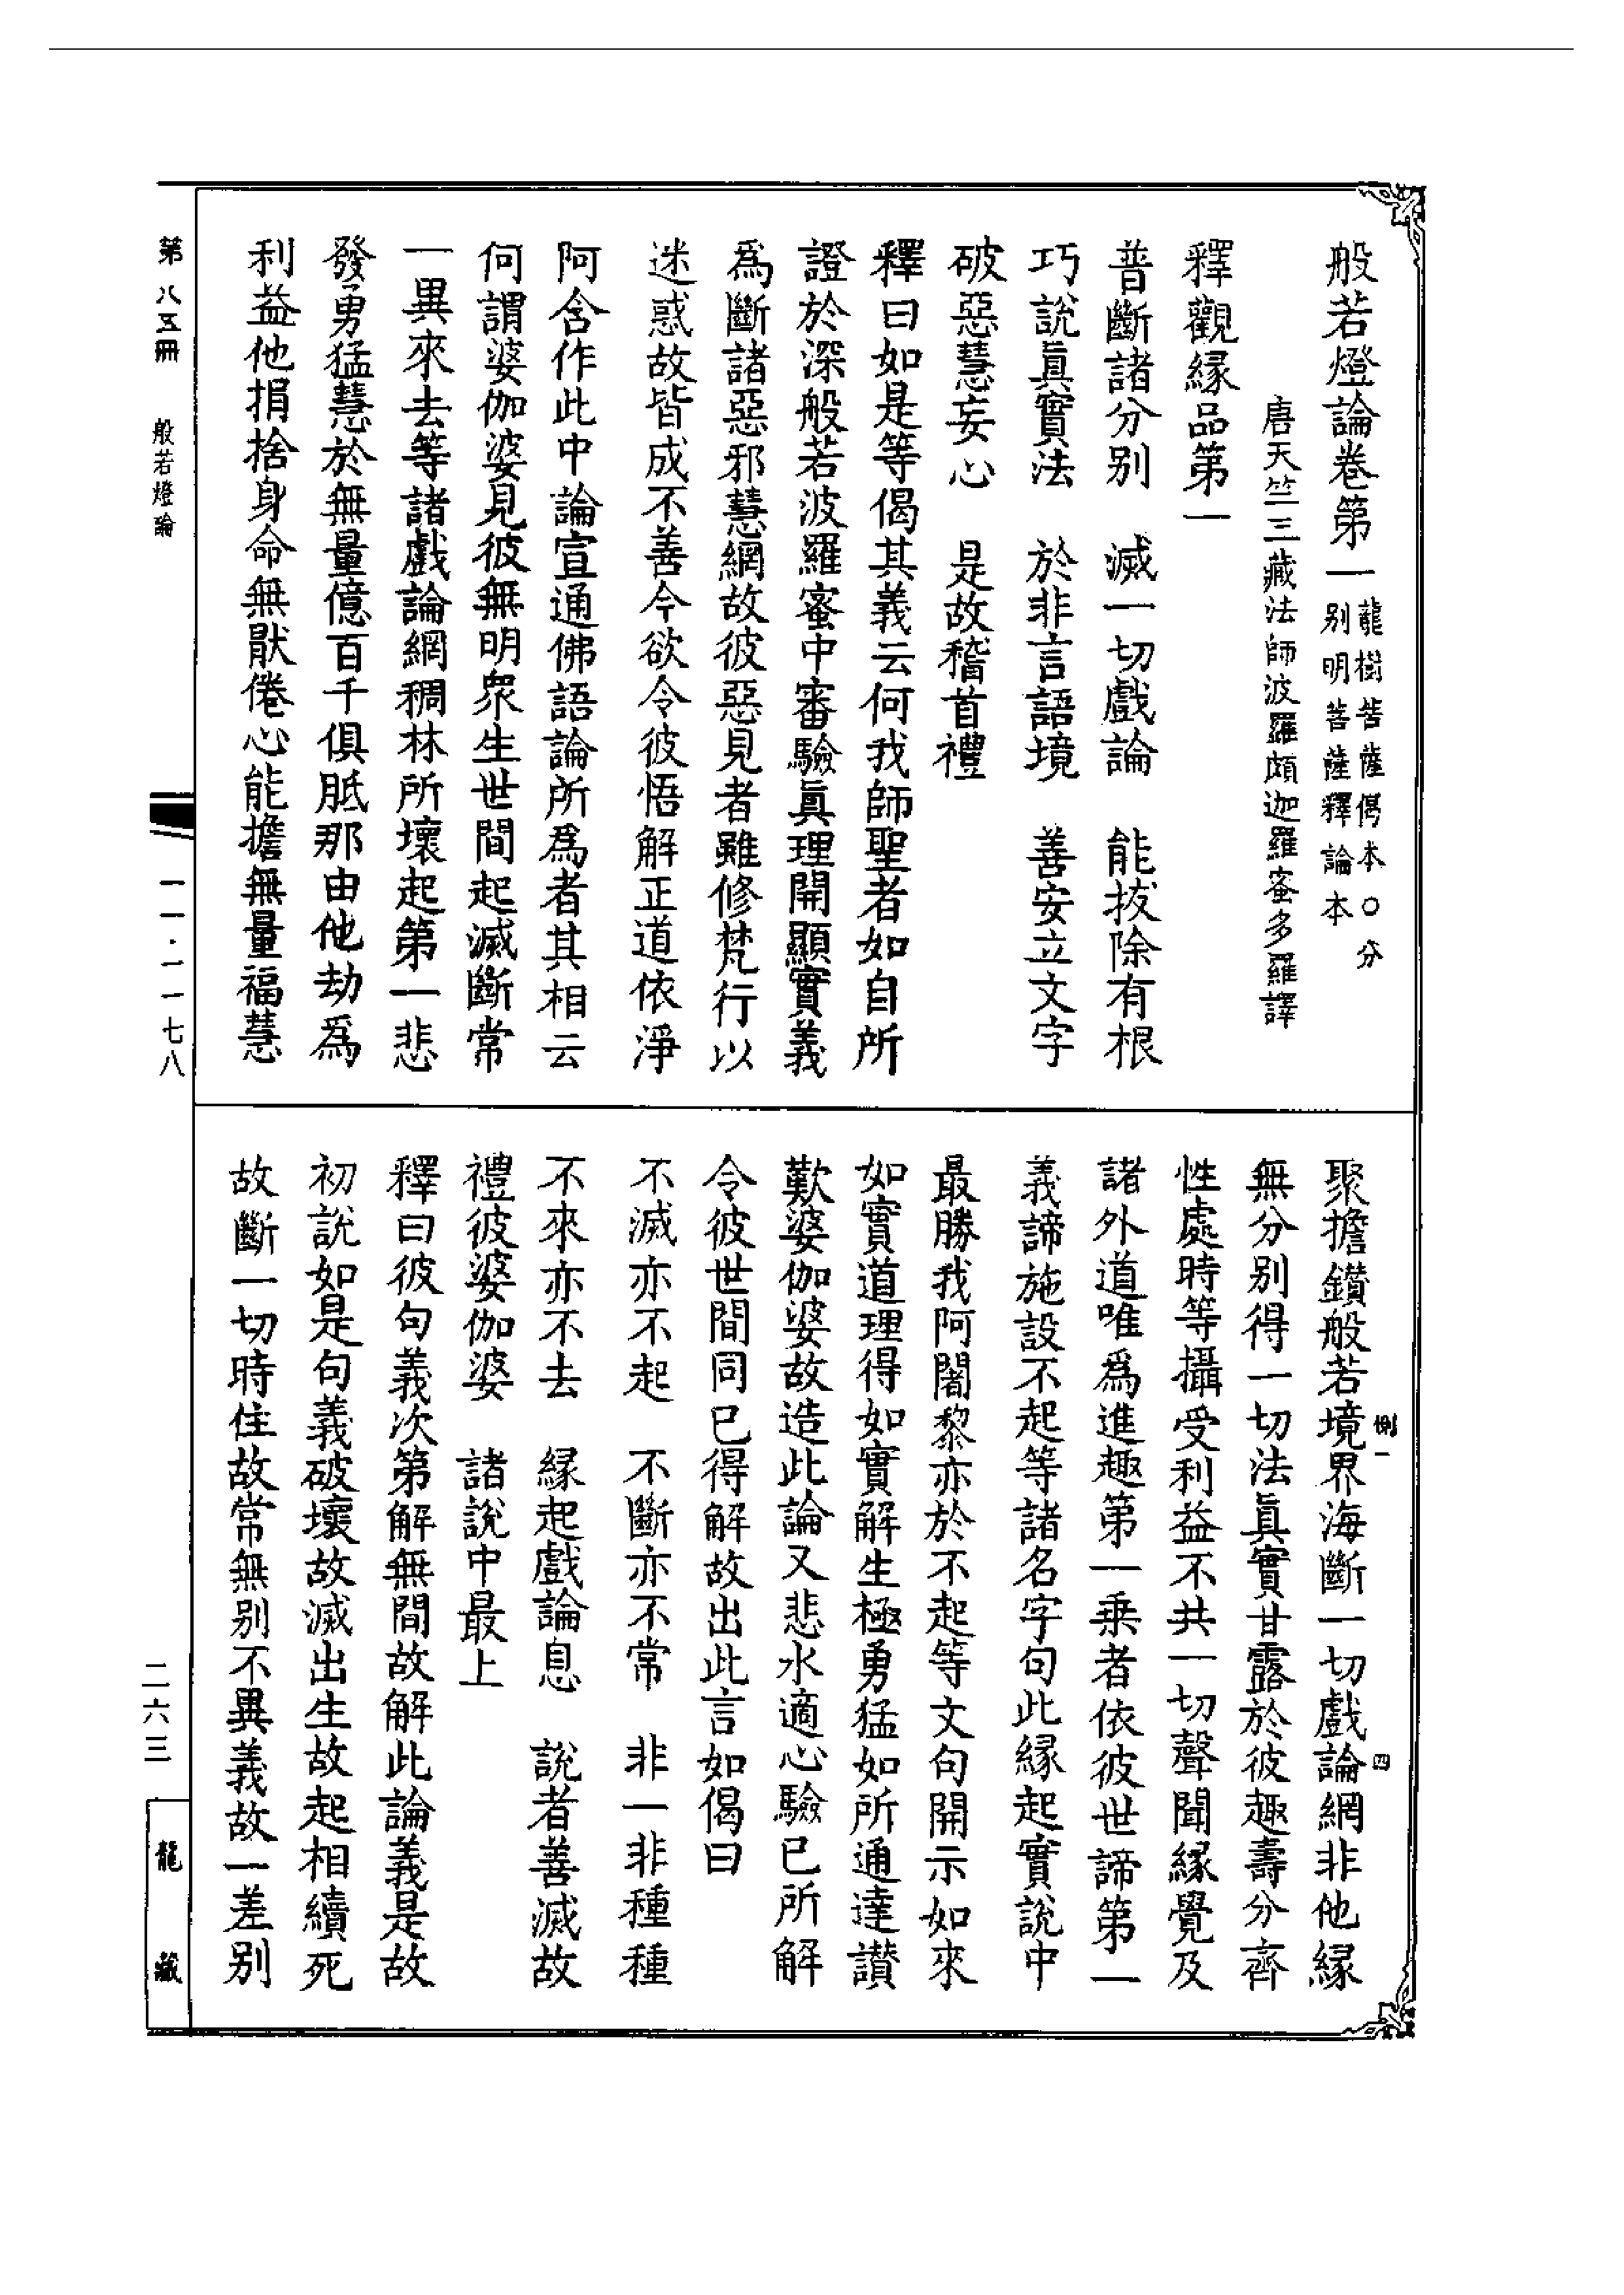 般若燈論卷第一 龍樹菩薩偈本○分別明菩薩釋論本
唐天竺三藏法師波羅頗迦羅蜜多羅譯
釋觀緣品第一
普斷諸分別　滅一切戲論　能拔除有根
巧說眞實法　於非言語境　善安立文字
破惡慧妄心　是故稽首禮
釋曰如是等偈其義云何我師聖者如自所
證於深般若波羅蜜中審驗眞理開顯實義
爲斷諸惡邪慧網故彼惡見者雖修梵行以
迷惑故皆成不善今欲令彼悟解正道依淨
阿含作此中論宣通佛語論所爲者其相云
何謂婆伽婆見彼無明衆生世間起滅斷常
一異來去等諸戲論網稠林所壞起第一悲
發勇猛慧於無量億百千俱胝那由他劫爲
利益他捐捨身命無猒倦心能擔無量福慧
聚擔鑽般若境界海斷一切戲論網非他緣
無分別得一切法眞實甘露於彼趣壽分齊
性處時等攝受利益不共一切聲聞緣覺及
諸外道唯爲進趣第一乘者依彼世諦第一
義諦施設不起等諸名字句此緣起實說中
最勝我阿闍黎亦於不起等文句開示如來
如實道理得如實解生極勇猛如所通達讃
歎婆伽婆故造此論又悲水適心驗已所解
令彼世間同已得解故出此言如偈曰
不滅亦不起　不斷亦不常　非一非種種
不來亦不去　緣起戲論息　說者善滅故
禮彼婆伽婆　諸說中最上
釋曰彼句義次第解無間故解此論義是故
初說如是句義破壞故滅出生故起相續死
故斷一切時住故常無別不異義故一差別
第八五冊　般若燈論　一一·一一七八
側一　四
二六三
龍藏